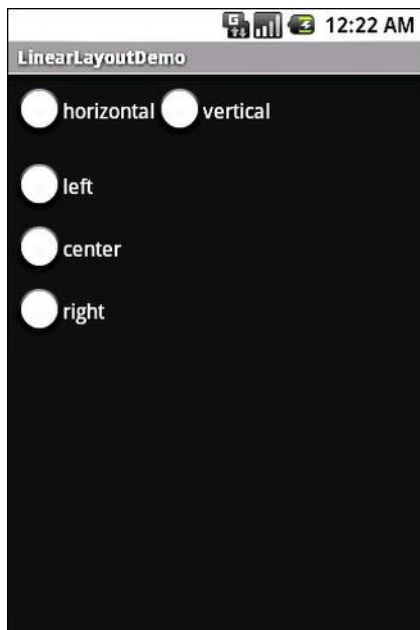 G 12:22 AM
LinearLayoutDemo
horizontal vertical
left
center
right